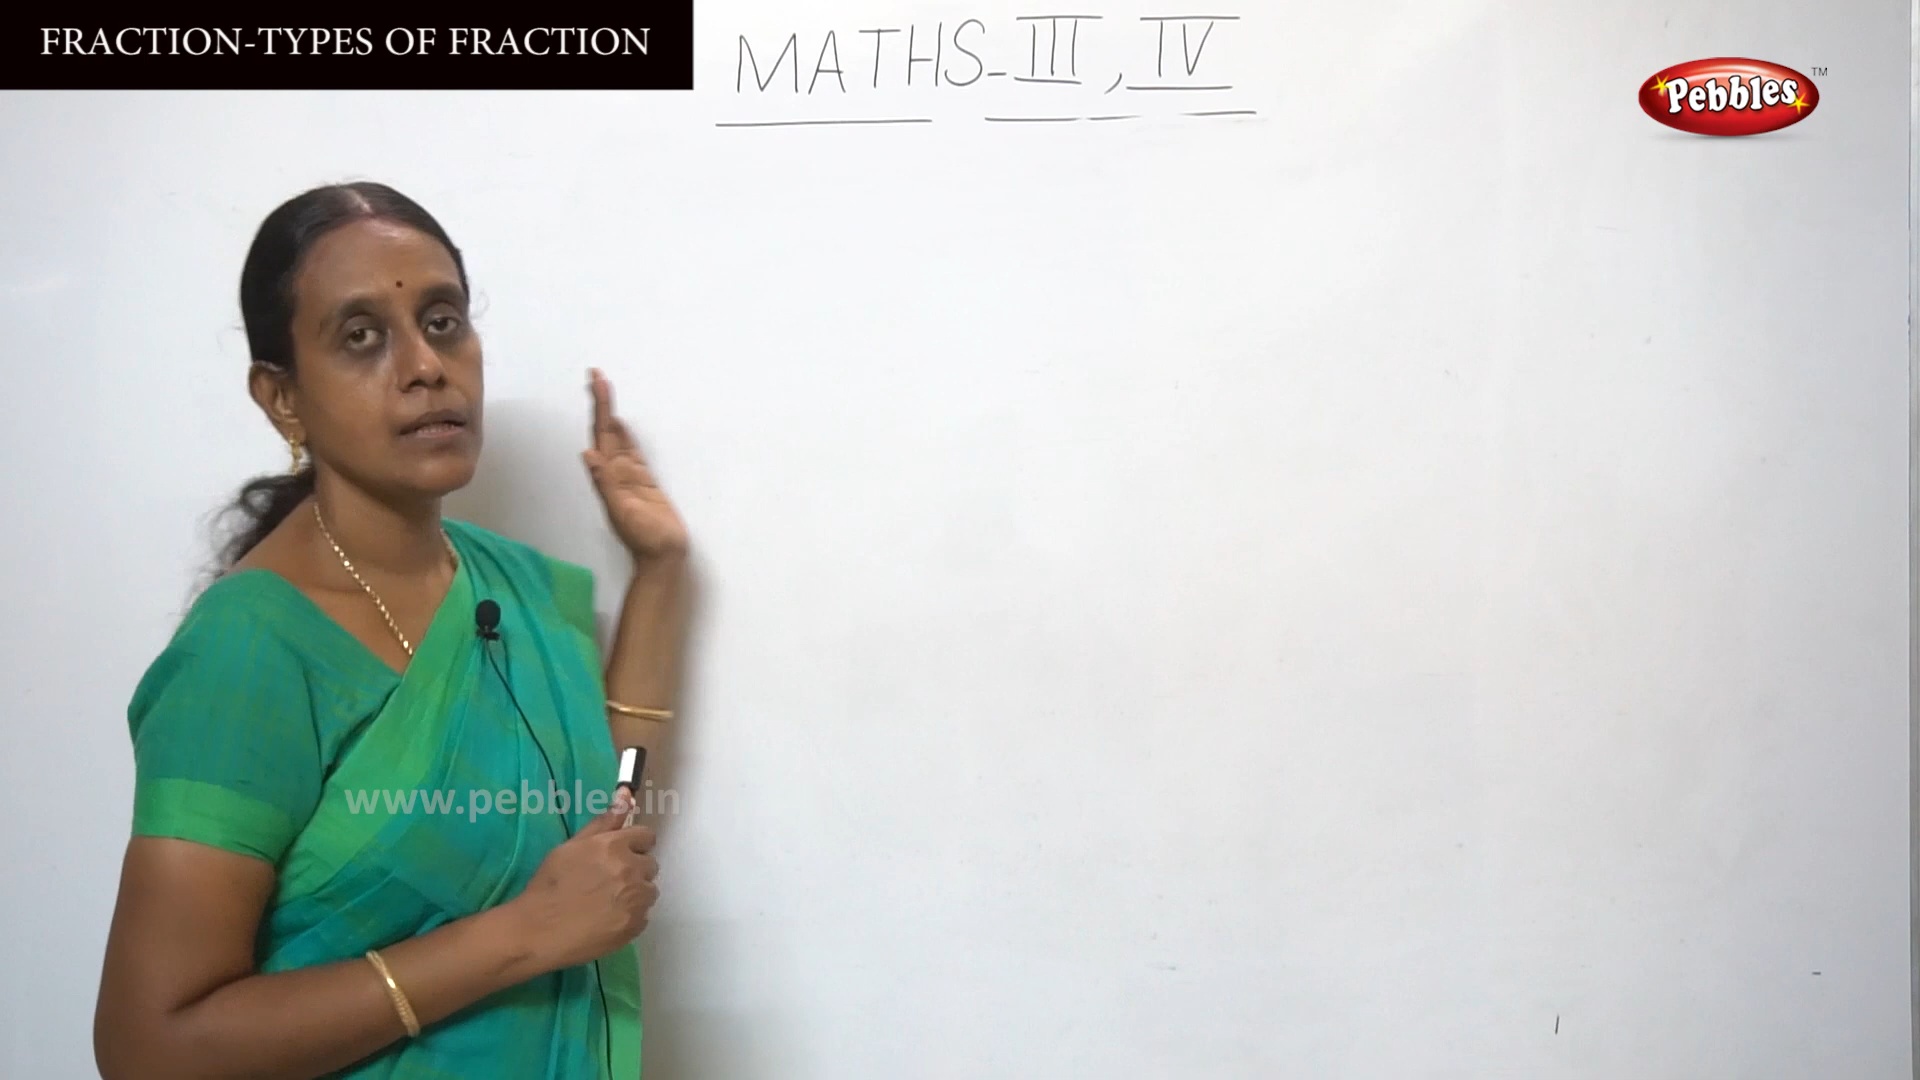 FRACTION-TYPES OF FRACTION
MATHS-III, IV
Pebbles TM
www.pebbles.in